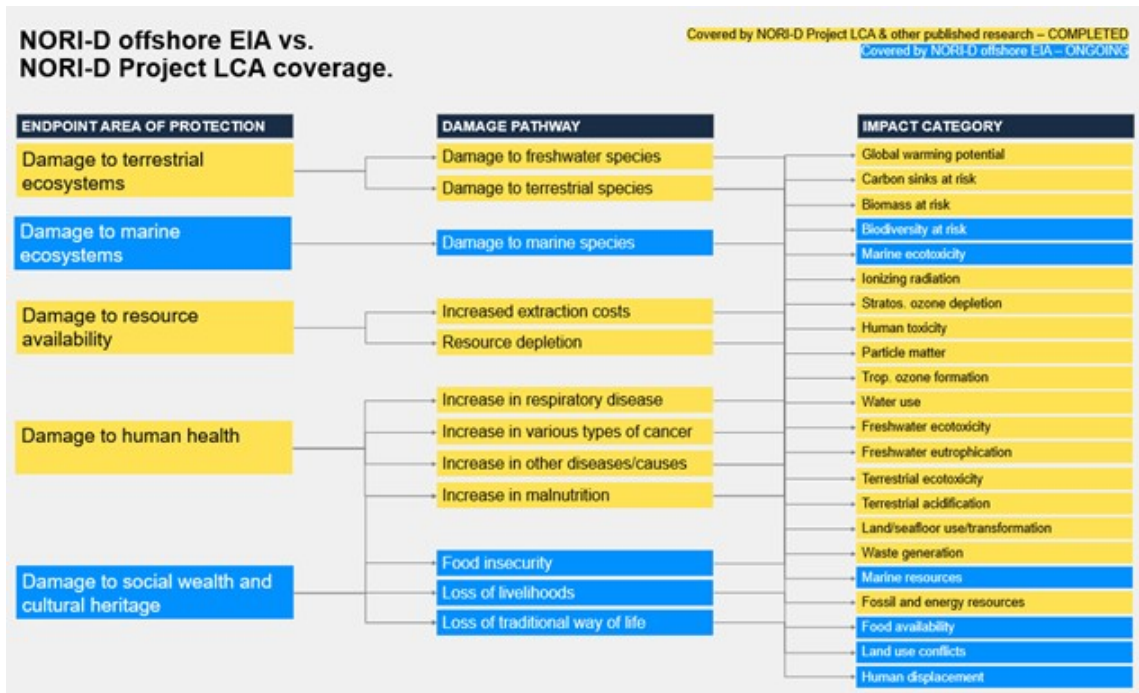 NORI-D offshore EIA vs.
NORI-D Project LCA coverage.
Covered by NORI-D Project LCA & other published research – COMPLETED
Covered by NORI-D offshore EIA – ONGOING
ENDPOINT AREA OF PROTECTION
Damage to terrestrial
ecosystems
Damage to marine
ecosystems
Damage to resource
availability
Damage to human health
Damage to social wealth and
cultural heritage
DAMAGE PATHWAY
Damage to freshwater species
Damage to terrestrial species
Damage to marine species
Increased extraction costs
Resource depletion
Increase in respiratory disease
Increase in various types of cancer
Increase in other diseases/causes
Increase in malnutrition
Food insecurity
Loss of livelihoods
Loss of traditional way of life
IMPACT CATEGORY
Global warming potential
Carbon sinks at risk
Biomass at risk
Biodiversity at risk
Marine ecotoxicity
Ionizing radiation
Stratos. ozone depletion
Human toxicity
Particle matter
Trop. ozone formation
Water use
Freshwater ecotoxicity
Freshwater eutrophication
Terrestrial ecotoxicity
Terrestrial acidification
Land/seafloor use/transformation
Waste generation
Marine resources
Fossil and energy resources
Food availability
Land use conflicts
Human displacement